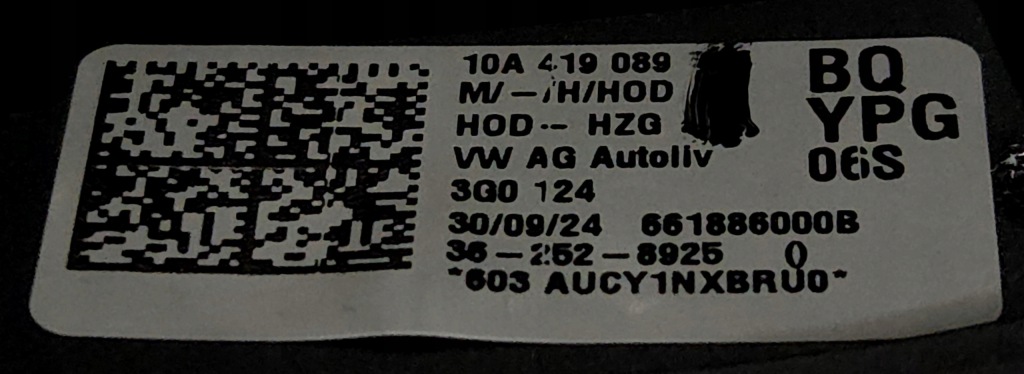 10A 419 089
M/-/H/HOD
HOD-- HZG
VW AG Autoliv
3G0 124
30/09/24 661886000B
36-252-8925 0
*603 AUCY1NXBRU0*
BQ
YPG
06S